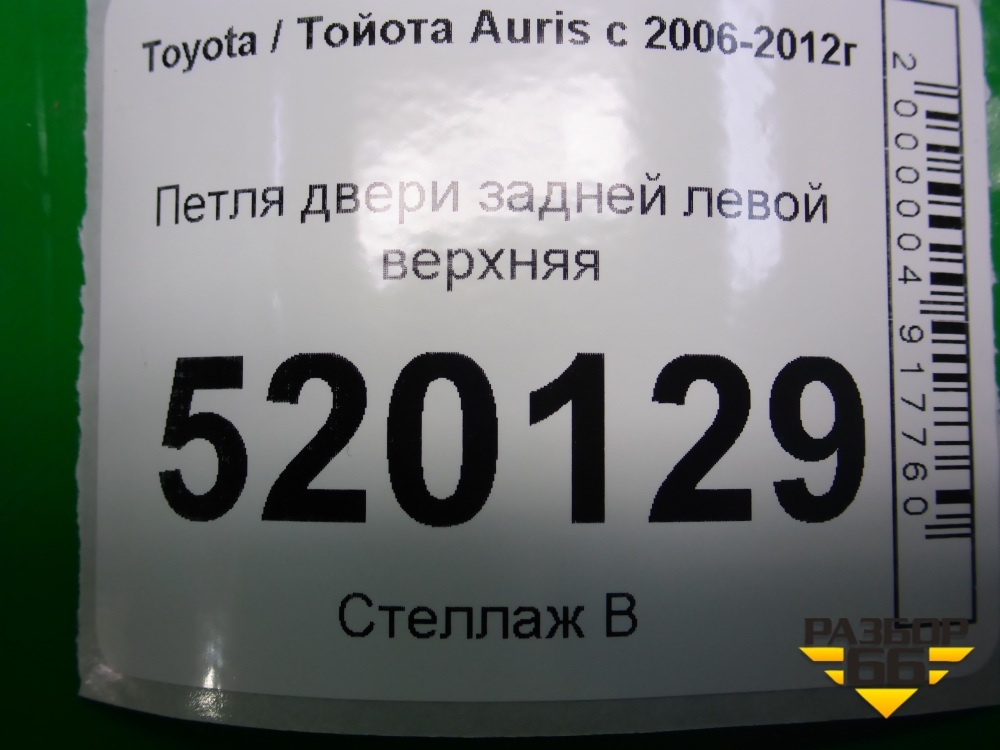 Toyota / Тойота Auris с 2006-2012г
Петля двери задней левой
верхняя
520129
Стеллаж В
2000004917760
РАЗБОР
66